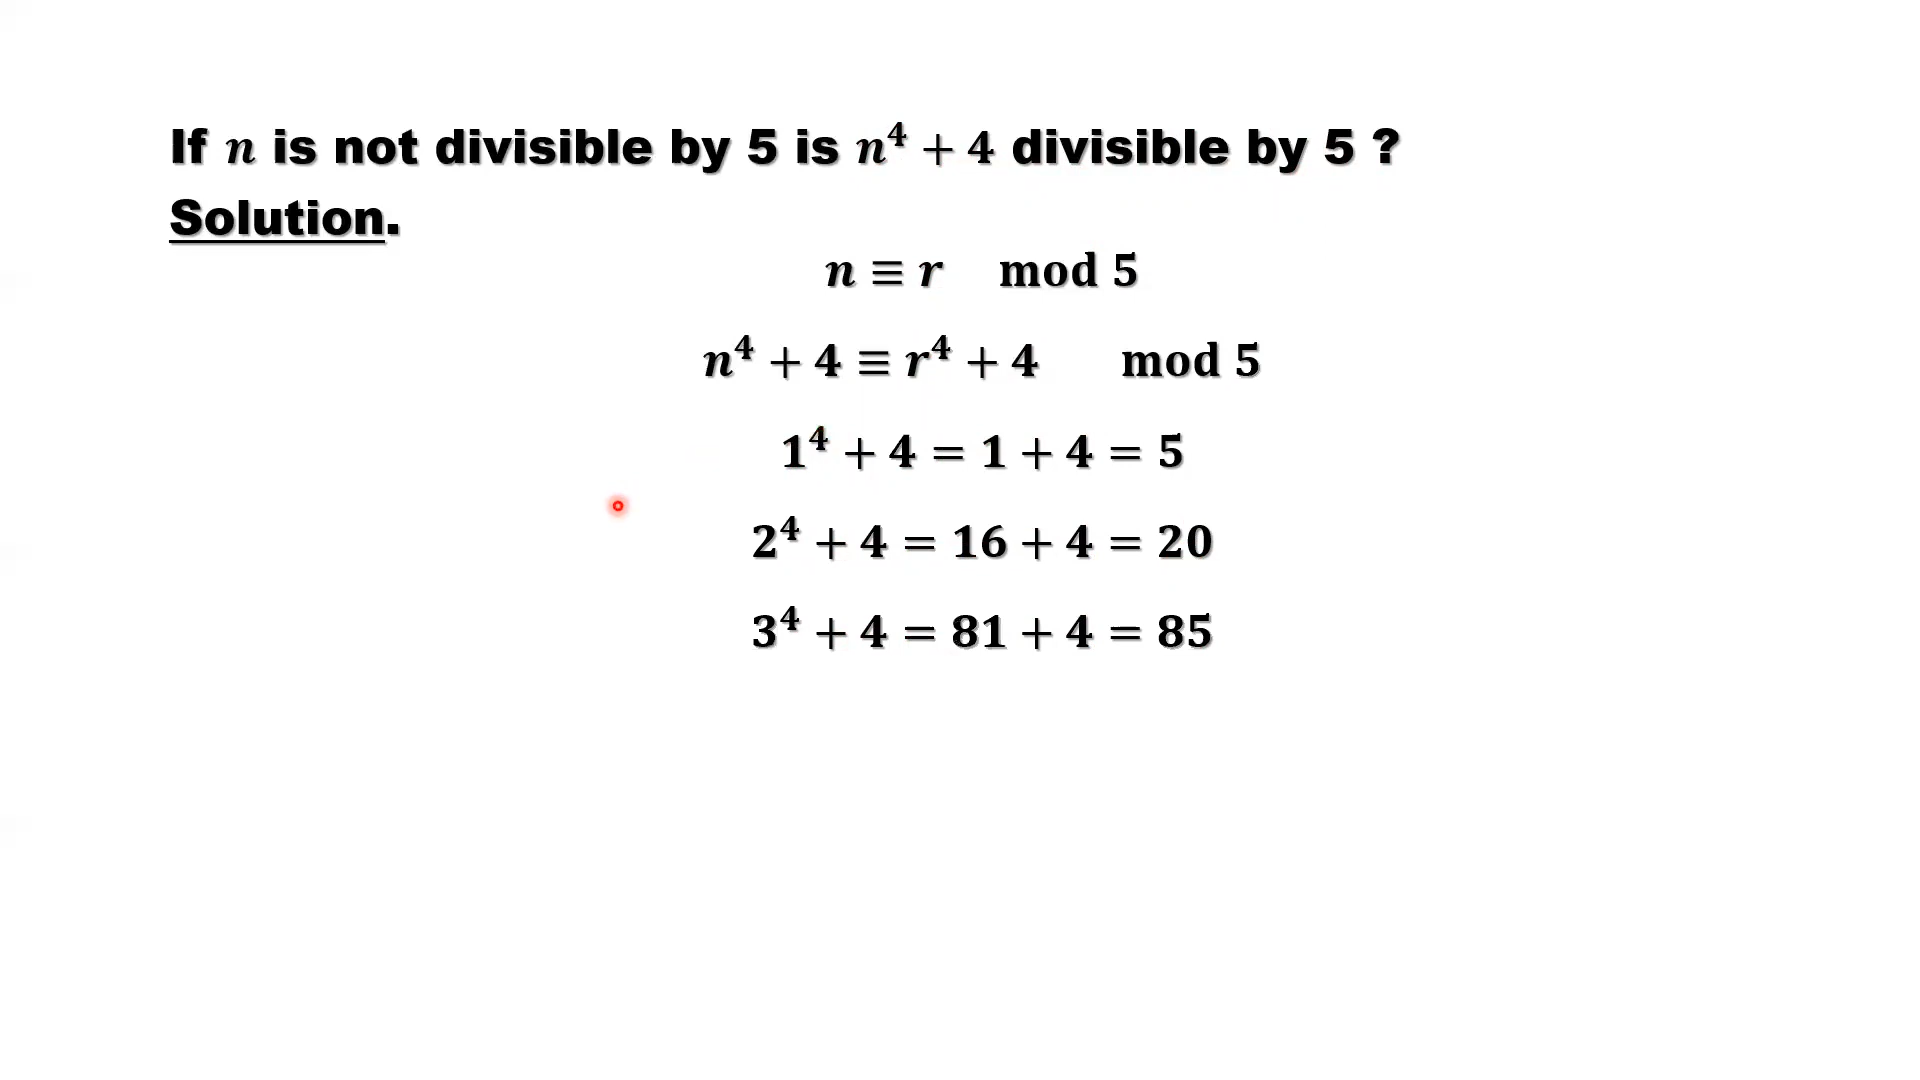 If n is not divisible by 5 is n⁴ + 4 divisible by 5 ?
Solution.
n ≡ r mod 5
n⁴ + 4 ≡ r⁴ + 4 mod 5
1⁴ + 4 = 1 + 4 = 5
2⁴ + 4 = 16 + 4 = 20
3⁴ + 4 = 81 + 4 = 85